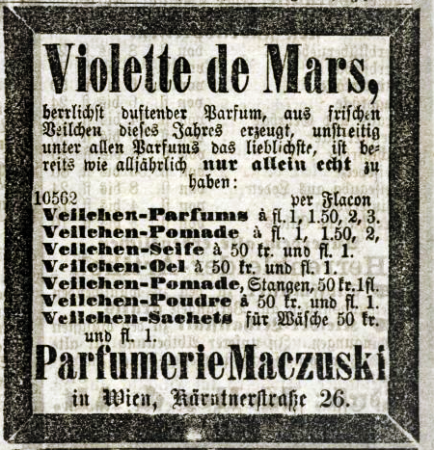 Violette de Mars,
herrlichst duftender Parfum, aus frischen
Veilchen dieses Jahres erzeugt, unstreitig
unter allen Parfums das lieblichste, ist be-
reits wie alljährlich nur allein echt zu
haben:
10562 per Flacon
Veilchen-Parfums à fl. 1, 1.50, 2, 3.
Veilchen-Pomade à fl. 1, 1.50, 2,
Veilchen-Seife à 50 kr. und fl. 1.
Veilchen-Oel à 50 kr. und fl. 1.
Veilchen-Pomade, Stangen, 50 kr. 1 fl.
Veilchen-Poudre à 50 kr. und fl. 1.
Veilchen-Sachets für Wäsche 50 kr.
und fl. 1.
Parfumerie Maczuski
in Wien, Kärntnerstraße 26.